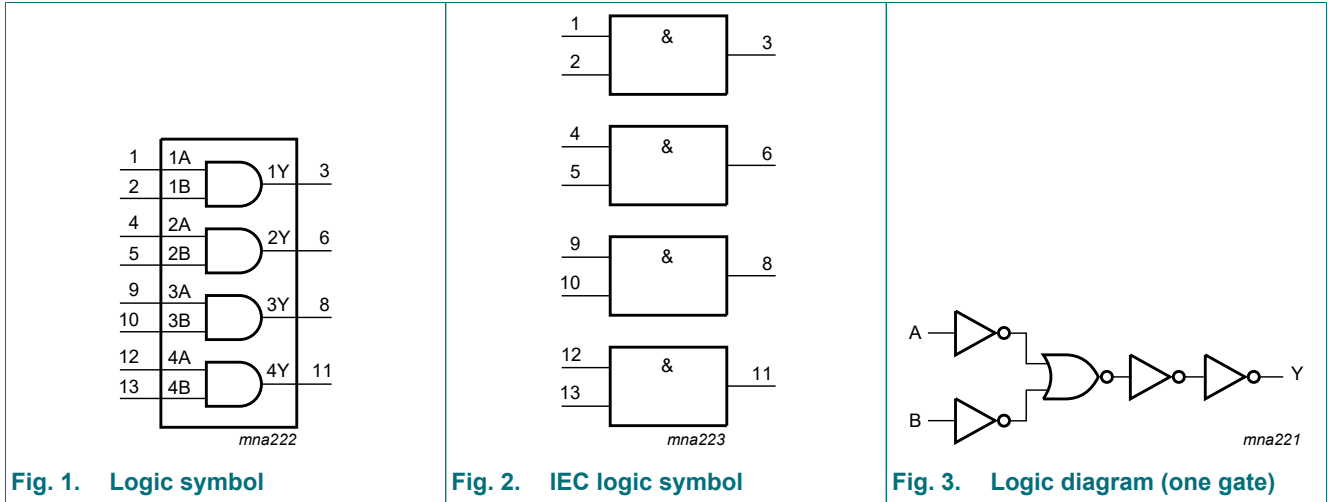 1 1A 1Y 3
2 1B
4 2A 2Y 6
5 2B
9 3A 3Y 8
10 3B
12 4A 4Y 11
13 4B
mna222
Fig. 1. Logic symbol
1 & 3
2
4 & 6
5
9 & 8
10
12 & 11
13
mna223
Fig. 2. IEC logic symbol
A
Y
B
mna221
Fig. 3. Logic diagram (one gate)